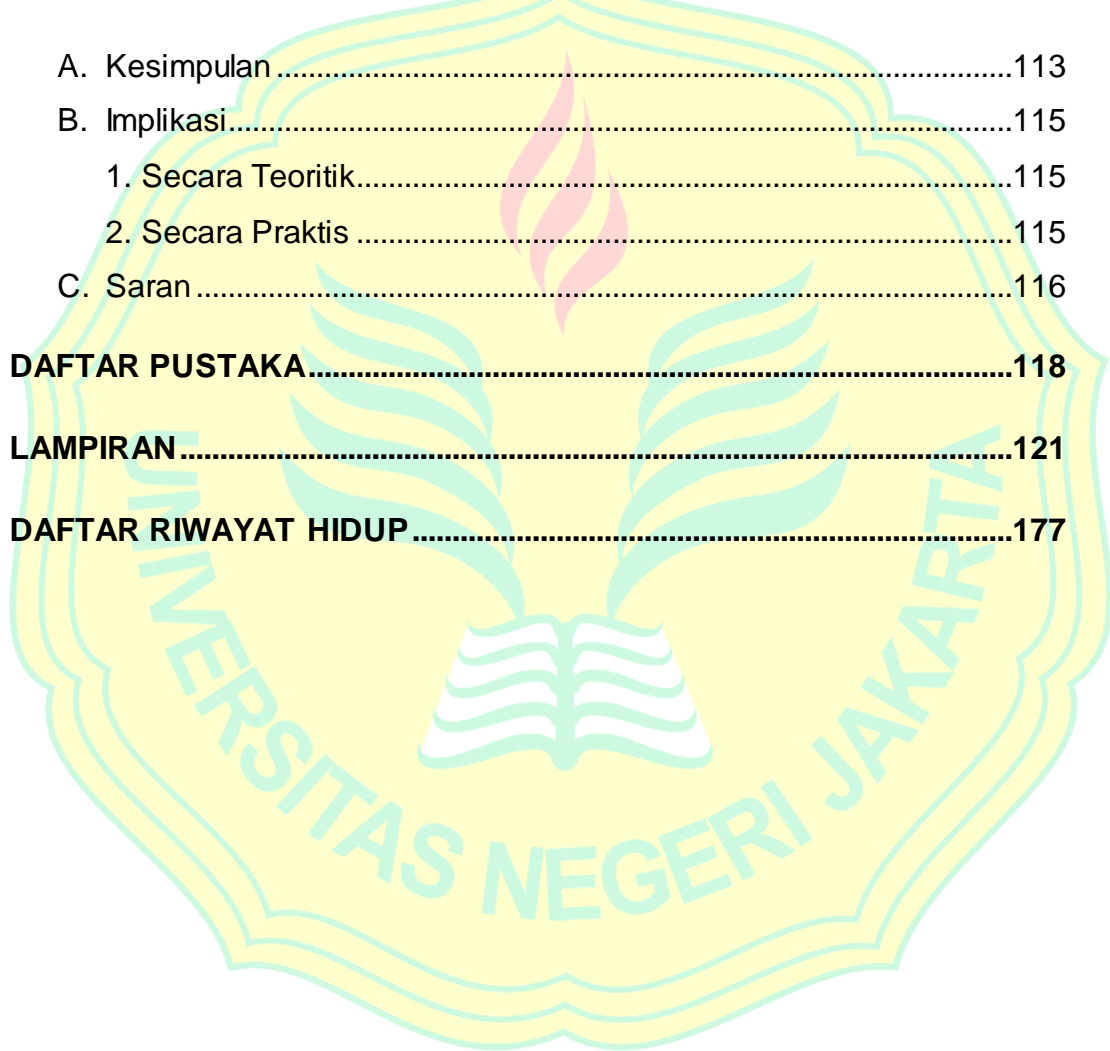 A. Kesimpulan ........................................................................................... 113
B. Implikasi ................................................................................................. 115
1. Secara Teoritik ................................................................................. 115
2. Secara Praktis ................................................................................. 115
C. Saran ..................................................................................................... 116
DAFTAR PUSTAKA ...................................................................................... 118
LAMPIRAN ...................................................................................................... 121
DAFTAR RIWAYAT HIDUP ......................................................................... 177
UNIVERSITAS NEGERI JAKARTA